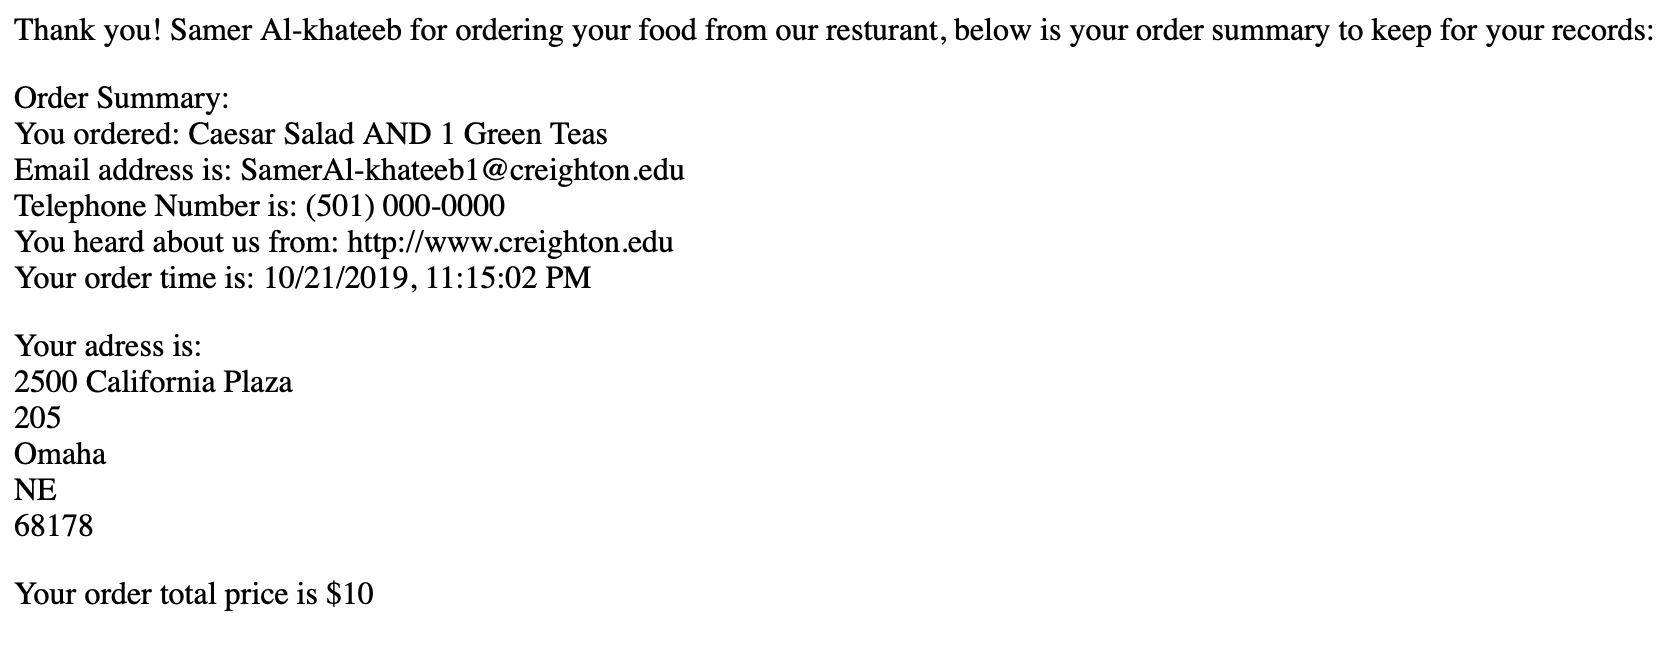 Thank you! Samer Al-khateeb for ordering your food from our resturant, below is your order summary to keep for your records:
Order Summary:
You ordered: Caesar Salad AND 1 Green Teas
Email address is: SamerAl-khateeb1@creighton.edu
Telephone Number is: (501) 000-0000
You heard about us from: http://www.creighton.edu
Your order time is: 10/21/2019, 11:15:02 PM
Your adress is:
2500 California Plaza
205
Omaha
NE
68178
Your order total price is $10